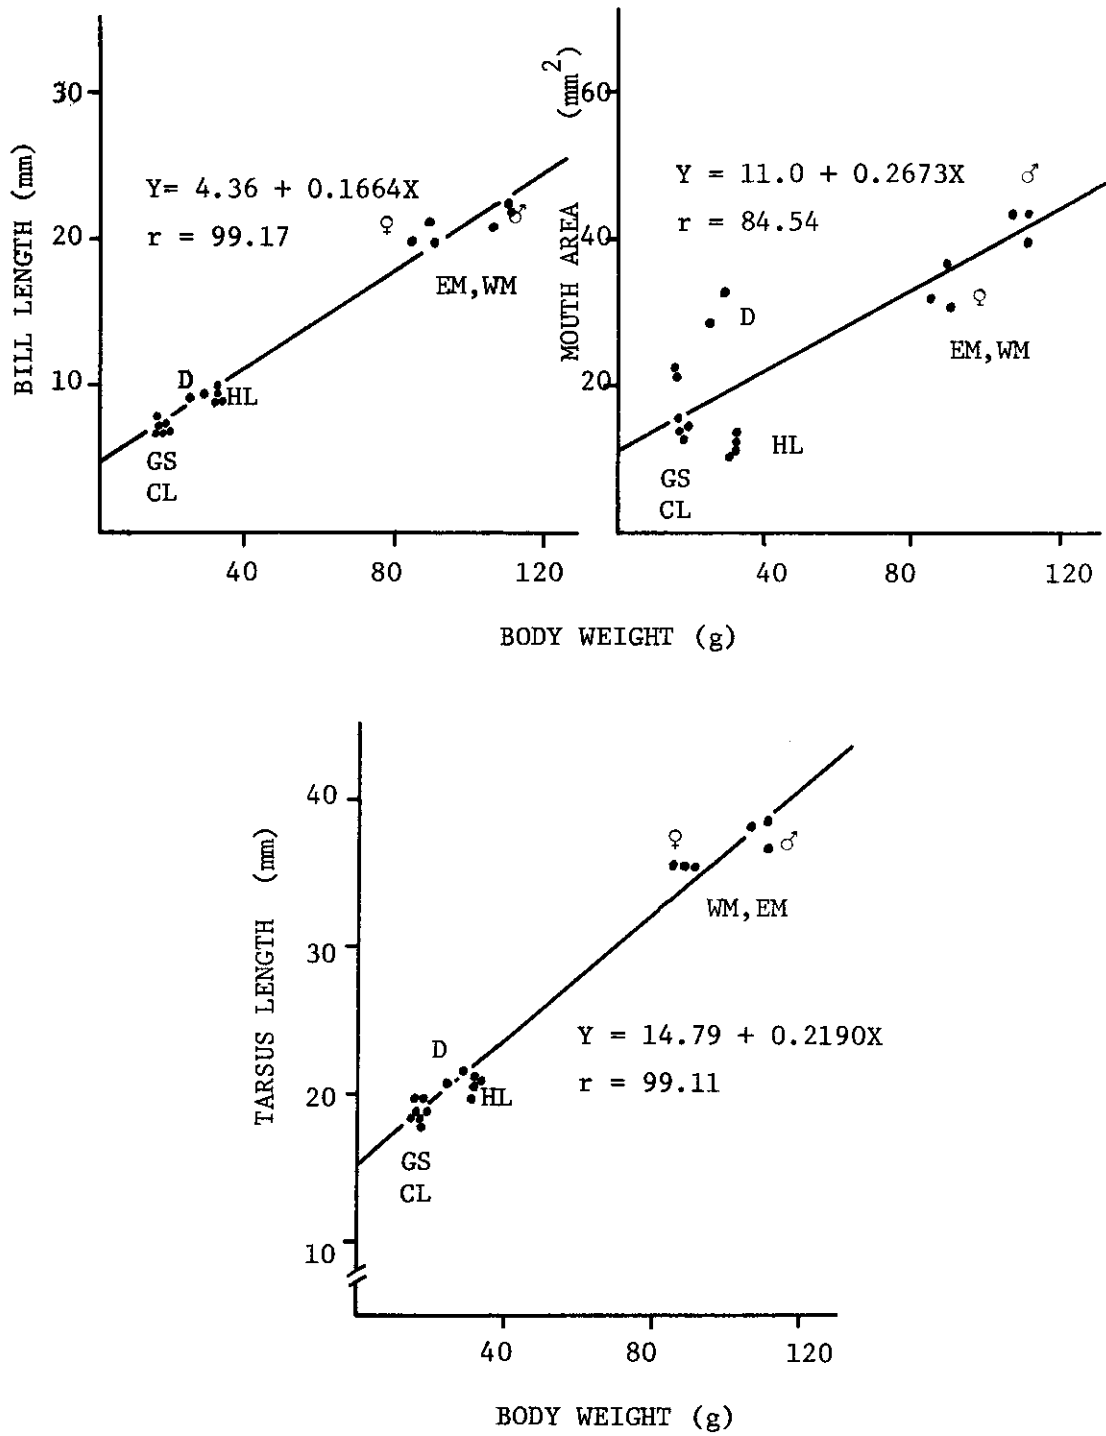 BILL LENGTH (mm)
30
20
10
Y= 4.36 + 0.1664X
r = 99.17
♀
♂
EM,WM
D
HL
GS
CL
40 80 120
MOUTH AREA (mm²)
60
40
20
Y = 11.0 + 0.2673X
r = 84.54
♂
D
♀
EM,WM
HL
GS
CL
40 80 120
BODY WEIGHT (g)
TARSUS LENGTH (mm)
40
30
20
10
♀
♂
WM,EM
Y = 14.79 + 0.2190X
r = 99.11
D
HL
GS
CL
40 80 120
BODY WEIGHT (g)